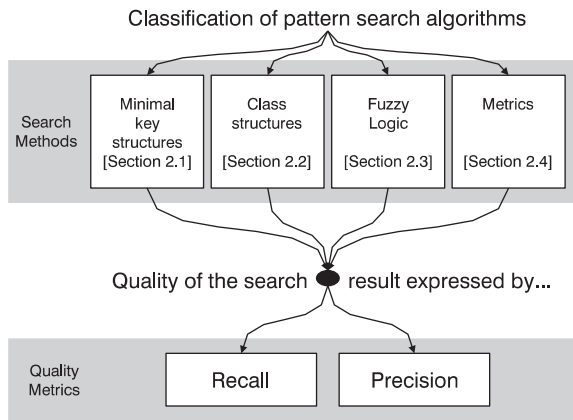 Classification of pattern search algorithms
Search
Methods
Minimal
key
structures
[Section 2.1]
Class
structures
[Section 2.2]
Fuzzy
Logic
[Section 2.3]
Metrics
[Section 2.4]
Quality of the search result expressed by...
Quality
Metrics
Recall
Precision